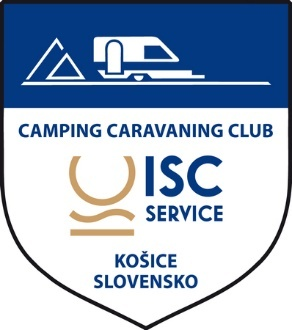 CAMPING CARAVANING CLUB
ISC
SERVICE
KOŠICE
SLOVENSKO